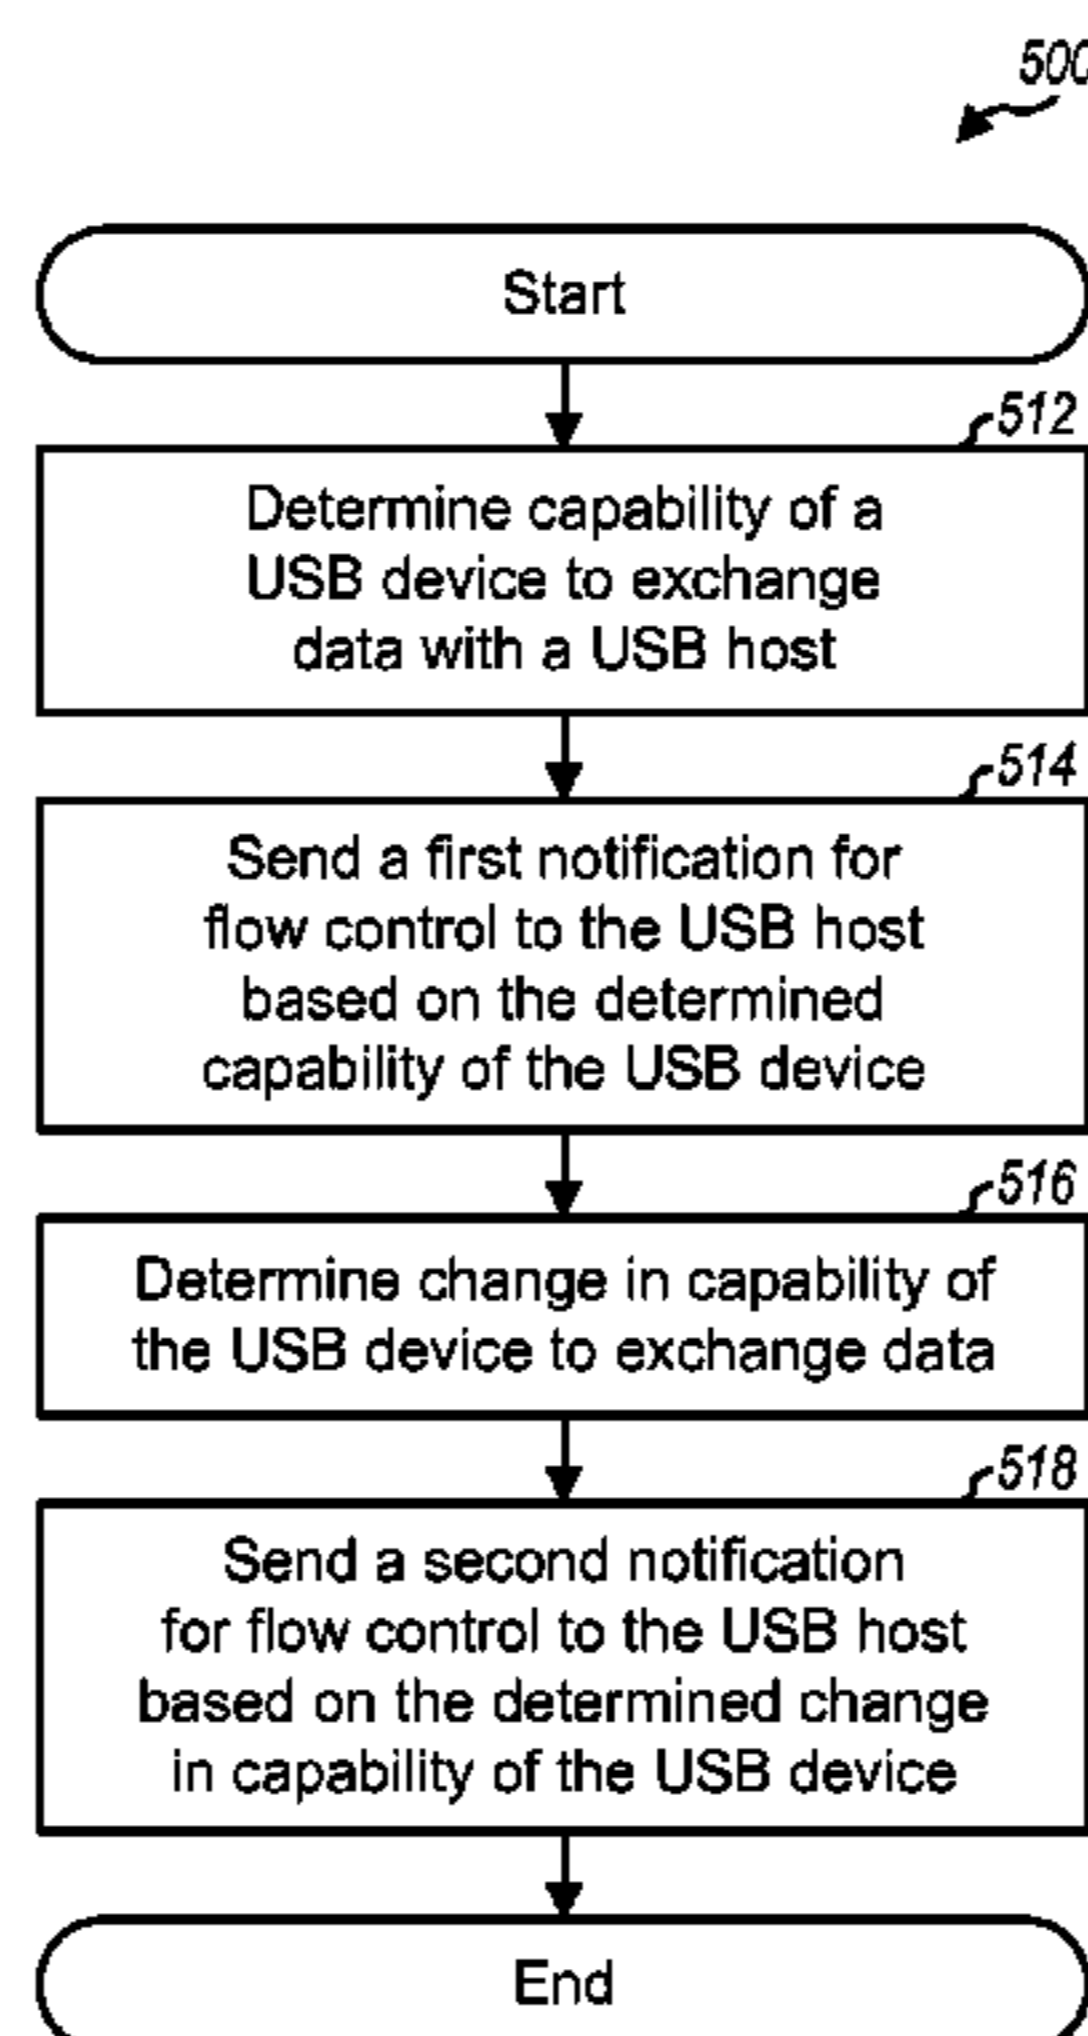 500
Start
512
Determine capability of a
USB device to exchange
data with a USB host
514
Send a first notification for
flow control to the USB host
based on the determined
capability of the USB device
516
Determine change in capability of
the USB device to exchange data
518
Send a second notification
for flow control to the USB host
based on the determined change
in capability of the USB device
End